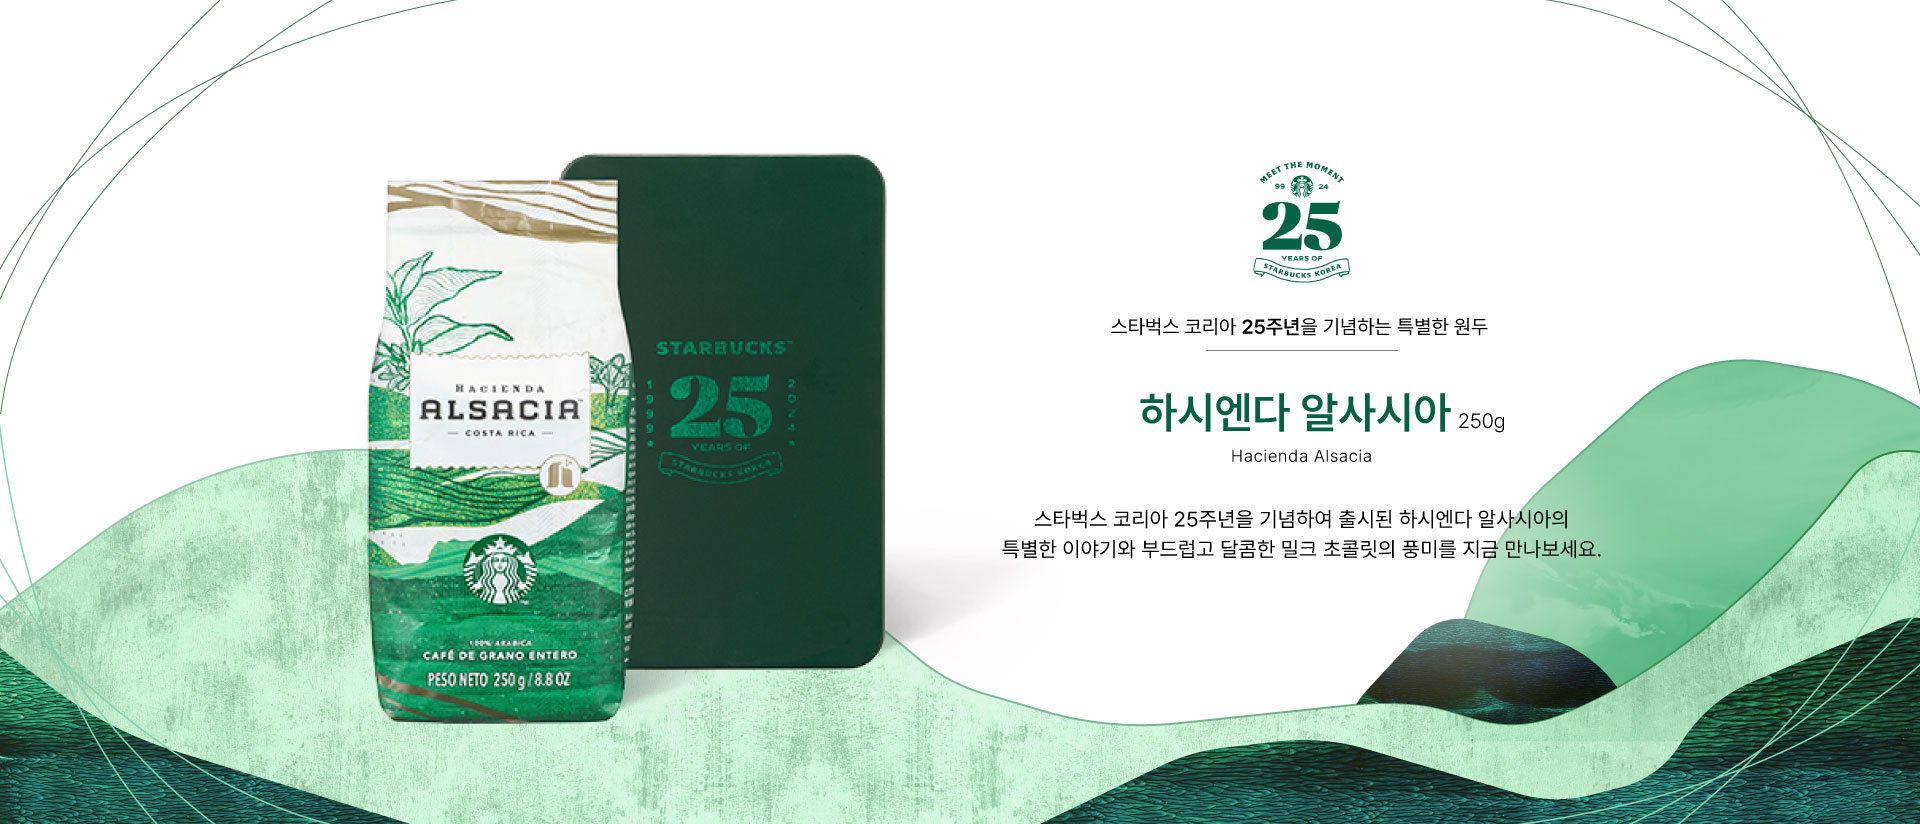 HACIENDA
ALSACIA™
COSTA RICA
100% ARABICA
CAFÉ DE GRANO ENTERO
PESO NETO 250 g / 8.8 OZ
STARBUCKS™
1999
25
2024
YEARS OF
STARBUCKS KOREA
MEET THE MOMENT
99 24
25
YEARS OF
STARBUCKS KOREA
스타벅스 코리아 25주년을 기념하는 특별한 원두
하시엔다 알사시아 250g
Hacienda Alsacia
스타벅스 코리아 25주년을 기념하여 출시된 하시엔다 알사시아의
특별한 이야기와 부드럽고 달콤한 밀크 초콜릿의 풍미를 지금 만나보세요.